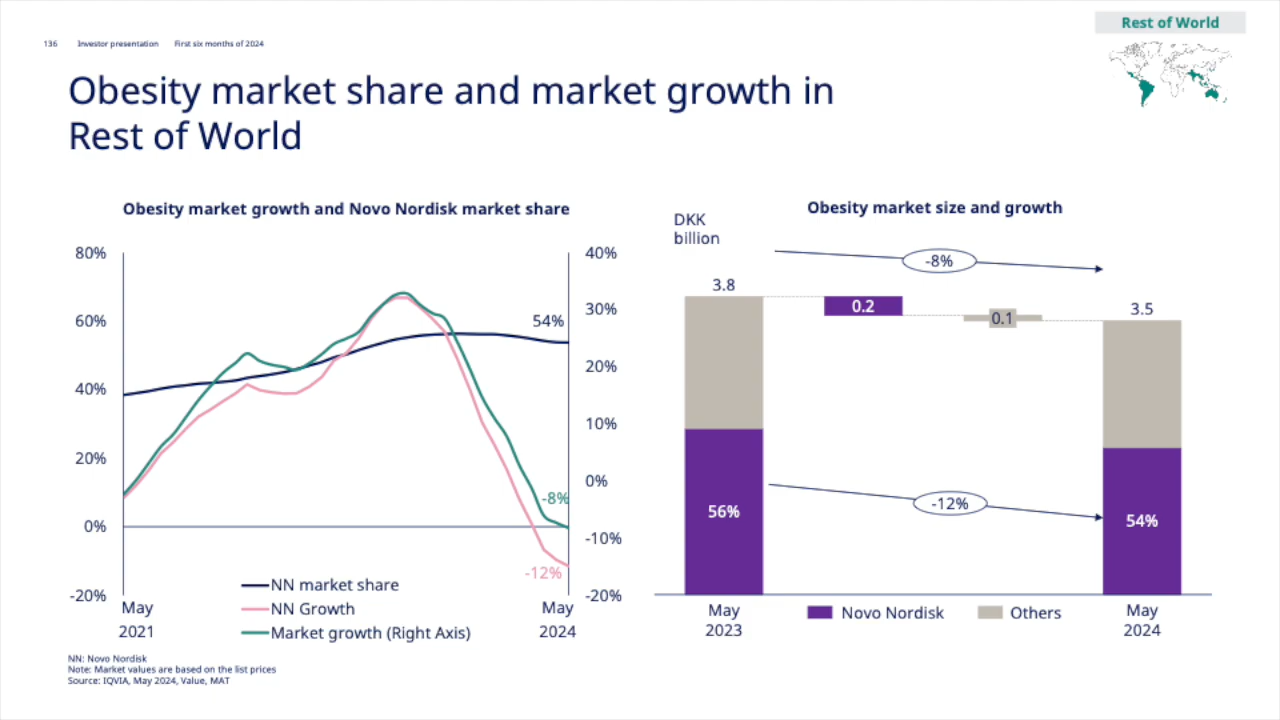 Rest of World
136 Investor presentation First six months of 2024
Obesity market share and market growth in
Rest of World
Obesity market growth and Novo Nordisk market share
80%
60%
40%
20%
0%
-20%
40%
30%
20%
10%
0%
-10%
-20%
54%
-8%
-12%
NN market share
NN Growth
Market growth (Right Axis)
May
2021
May
2024
Obesity market size and growth
DKK
billion
-8%
3.8
0.2
0.1
3.5
56%
-12%
54%
May
2023
Novo Nordisk
Others
May
2024
NN: Novo Nordisk
Note: Market values are based on the list prices
Source: IQVIA, May 2024, Value, MAT